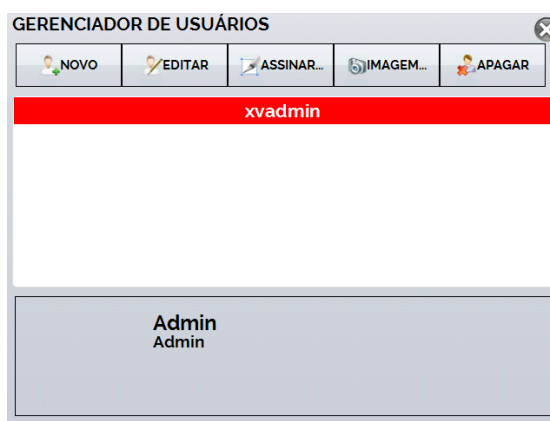 GERENCIADOR DE USUÁRIOS
NOVO EDITAR ASSINAR... IMAGEM... APAGAR
xvadmin
Admin
Admin